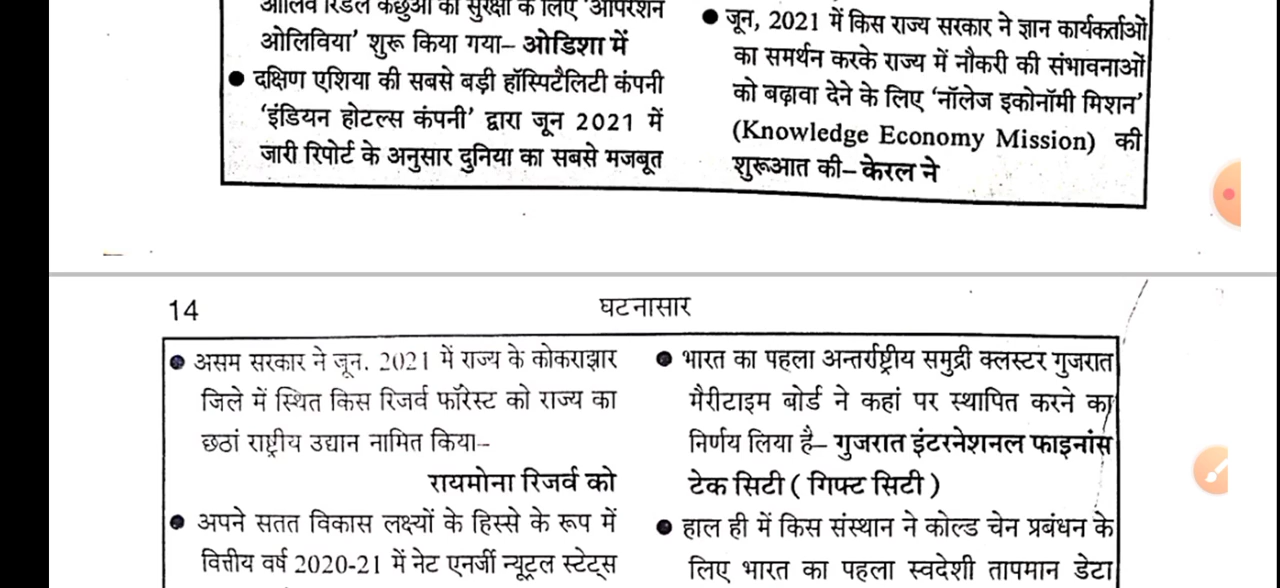 ओलिव रिडले कछुओं की सुरक्षा के लिए 'ऑपरेशन
ओलिविया' शुरू किया गया– ओडिशा में
● दक्षिण एशिया की सबसे बड़ी हॉस्पिटैलिटी कंपनी
'इंडियन होटल्स कंपनी' द्वारा जून 2021 में
जारी रिपोर्ट के अनुसार दुनिया का सबसे मजबूत
● जून, 2021 में किस राज्य सरकार ने ज्ञान कार्यकर्ताओं
का समर्थन करके राज्य में नौकरी की संभावनाओं
को बढ़ावा देने के लिए 'नॉलेज इकोनॉमी मिशन'
(Knowledge Economy Mission) की
शुरूआत की– केरल ने
14
घटनासार
● असम सरकार ने जून. 2021 में राज्य के कोकराझार
जिले में स्थित किस रिजर्व फॉरेस्ट को राज्य का
छठां राष्ट्रीय उद्यान नामित किया–
रायमोना रिजर्व को
● अपने सतत विकास लक्ष्यों के हिस्से के रूप में
वित्तीय वर्ष 2020-21 में नेट एनर्जी न्यूट्रल स्टेट्स
● भारत का पहला अन्तर्राष्ट्रीय समुद्री क्लस्टर गुजरात
मैरीटाइम बोर्ड ने कहां पर स्थापित करने का
निर्णय लिया है– गुजरात इंटरनेशनल फाइनांस
टेक सिटी ( गिफ्ट सिटी )
● हाल ही में किस संस्थान ने कोल्ड चेन प्रबंधन के
लिए भारत का पहला स्वदेशी तापमान डेटा